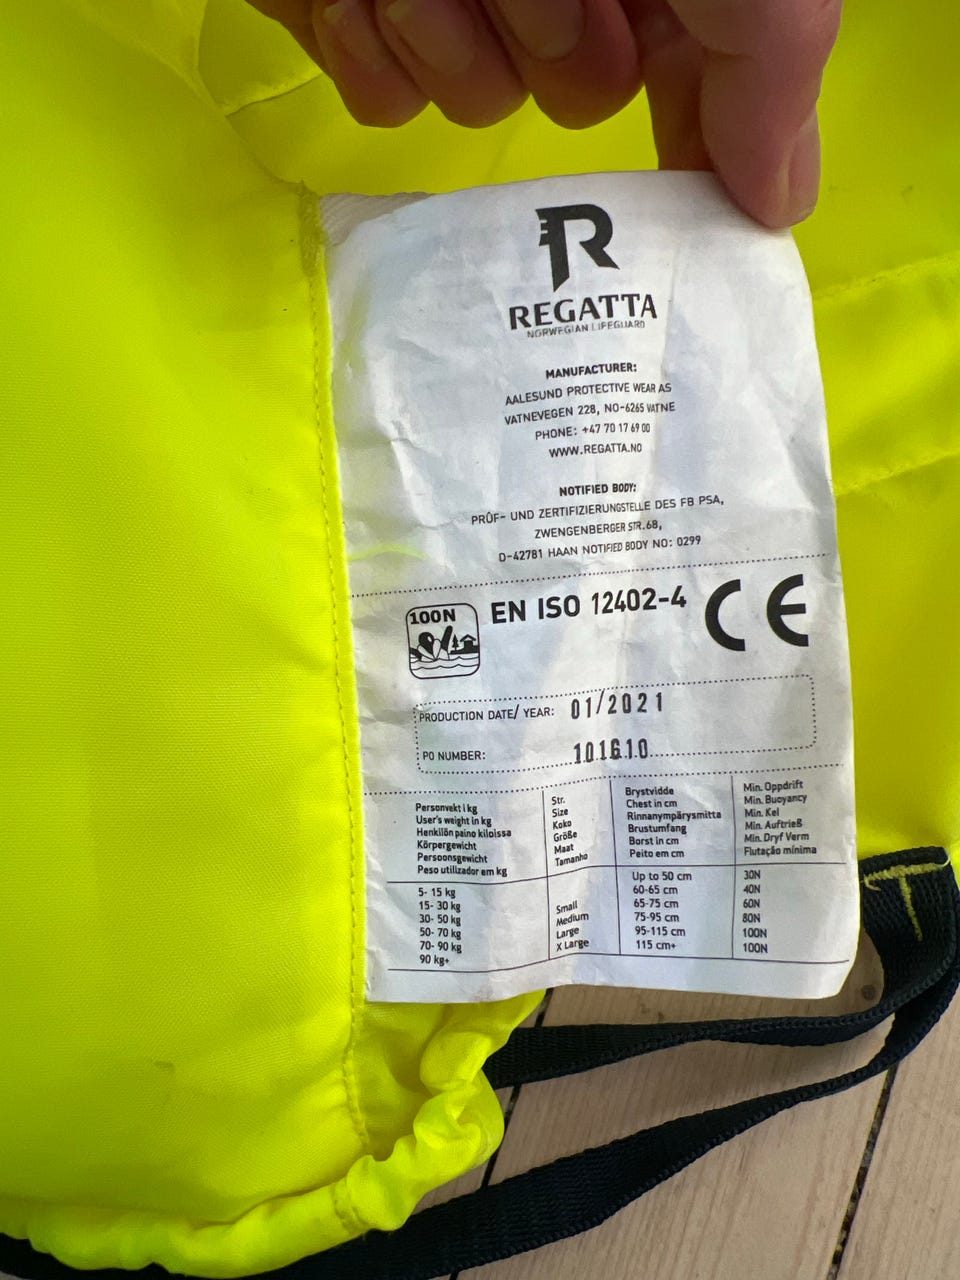 REGATTA
NORWEGIAN LIFEGUARD
MANUFACTURER:
AALESUND PROTECTIVE WEAR AS
VATNEVEGEN 228, NO-6265 VATNE
PHONE: +47 70 17 69 00
WWW.REGATTA.NO
NOTIFIED BODY:
PRÜF- UND ZERTIFIZIERUNGSTELLE DES FB PSA,
ZWENGENBERGER STR.68,
D-42781 HAAN NOTIFIED BODY NO: 0299
100N EN ISO 12402-4 CE
PRODUCTION DATE/ YEAR: 01/2021
PO NUMBER: 101610
Personvekt i kg Str. Brystvidde Min. Oppdrift
User's weight in kg Size Chest in cm Min. Buoyancy
Henkilön paino kiloissa Koko Rinnanympärysmitta Min. Kel
Körpergewicht Größe Brustumfang Min. Auftrieß
Persoonsgewicht Maat Borst in cm Min. Dryf Verm
Peso utilizador em kg Tamanho Peito em cm Flutação mínima
5- 15 kg Up to 50 cm 30N
15- 30 kg 60-65 cm 40N
30- 50 kg Small 65-75 cm 60N
50- 70 kg Medium 75-95 cm 80N
70- 90 kg Large 95-115 cm 100N
90 kg+ X Large 115 cm+ 100N